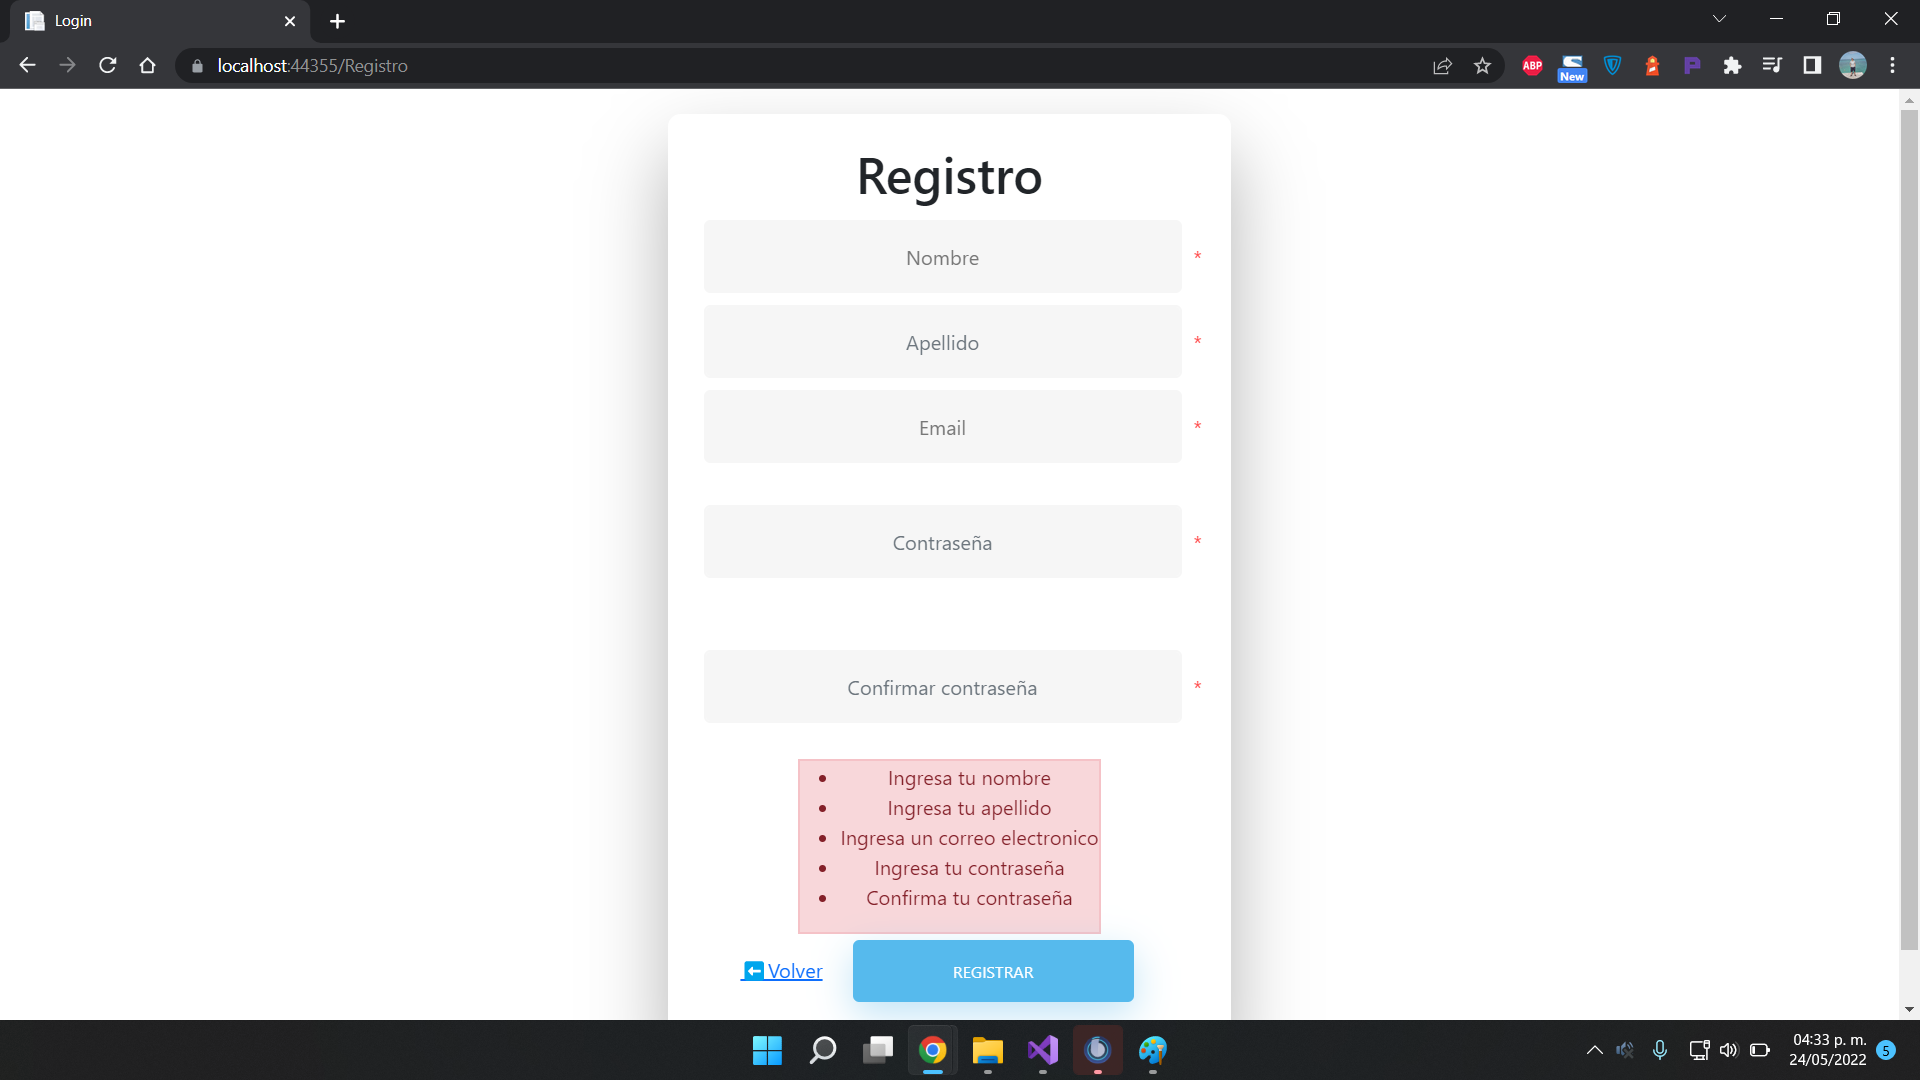 Login
localhost:44355/Registro
ABP
New
Registro
Nombre
*
Apellido
*
Email
*
Contraseña
*
Confirmar contraseña
*
Ingresa tu nombre
Ingresa tu apellido
Ingresa un correo electronico
Ingresa tu contraseña
Confirma tu contraseña
Volver
REGISTRAR
04:33 p. m.
24/05/2022
5